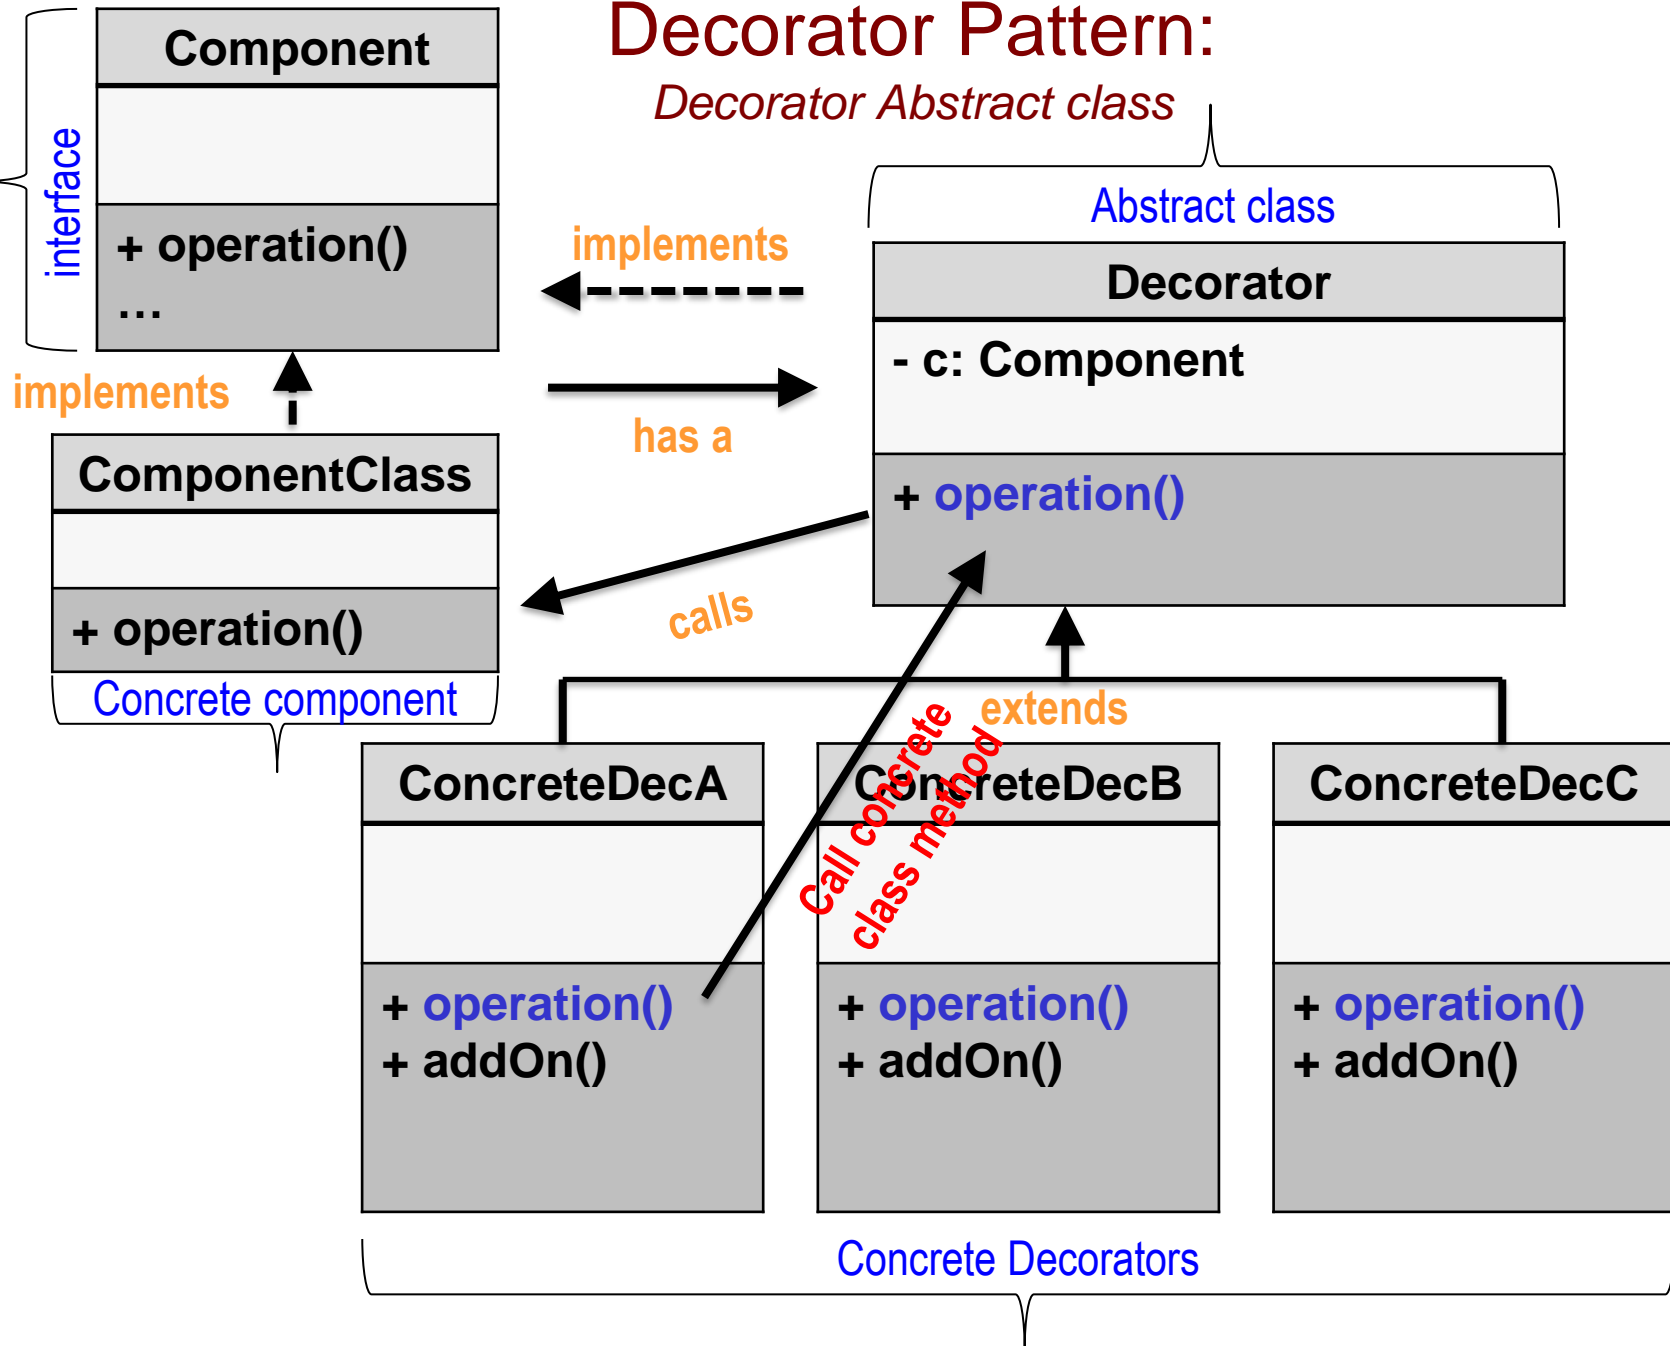 Decorator Pattern:
Decorator Abstract class
Component
interface
+ operation()
…
implements
Abstract class
Decorator
- c: Component
+ operation()
has a
implements
ComponentClass
+ operation()
Concrete component
calls
extends
Call concrete
class method
ConcreteDecA
+ operation()
+ addOn()
ConcreteDecB
+ operation()
+ addOn()
ConcreteDecC
+ operation()
+ addOn()
Concrete Decorators